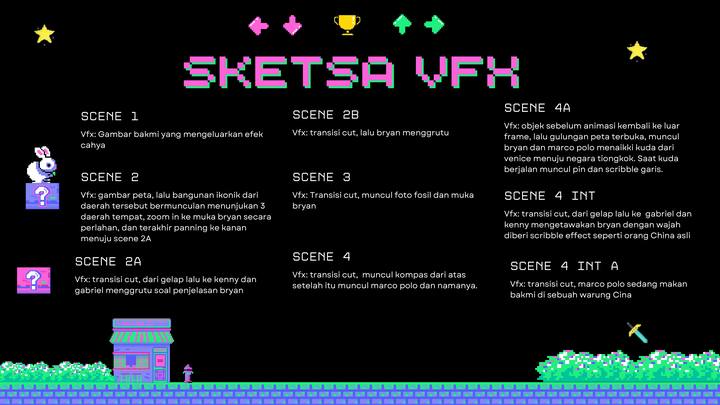 SKETSA VFX
SCENE 1
Vfx: Gambar bakmi yang mengeluarkan efek
cahya
SCENE 2
Vfx: gambar peta, lalu bangunan ikonik dari
daerah tersebut bermunculan menunjukan 3
daerah tempat, zoom in ke muka bryan secara
perlahan, dan terakhir panning ke kanan
menuju scene 2A
SCENE 2A
Vfx: transisi cut, dari gelap lalu ke kenny dan
gabriel menggrutu soal penjelasan bryan
SCENE 2B
Vfx: transisi cut, lalu bryan menggrutu
SCENE 3
Vfx: Transisi cut, muncul foto fosil dan muka
bryan
SCENE 4
Vfx: transisi cut, muncul kompas dari atas
setelah itu muncul marco polo dan namanya.
SCENE 4A
Vfx: objek sebelum animasi kembali ke luar
frame, lalu gulungan peta terbuka, muncul
bryan dan marco polo menaikki kuda dari
venice menuju negara tiongkok. Saat kuda
berjalan muncul pin dan scribble garis.
SCENE 4 INT
Vfx: transisi cut, dari gelap lalu ke gabriel dan
kenny mengetawakan bryan dengan wajah
diberi scribble effect seperti orang China asli
SCENE 4 INT A
Vfx: transisi cut, marco polo sedang makan
bakmi di sebuah warung Cina